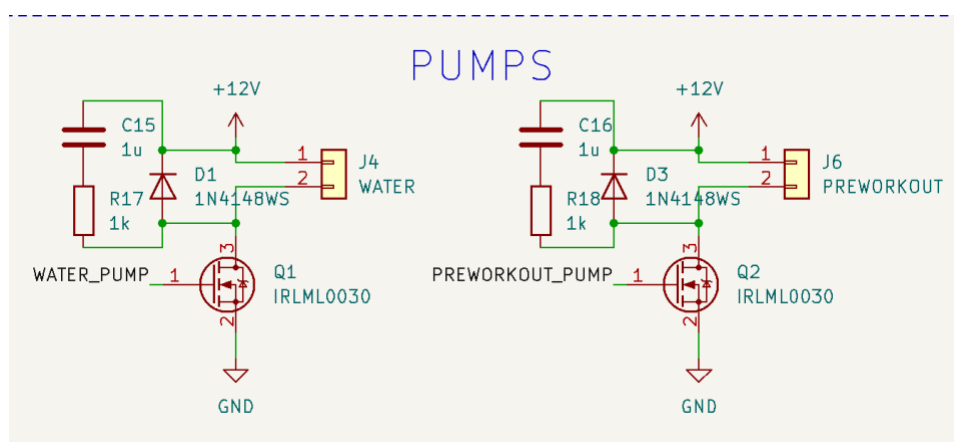 PUMPS
+12V
C15
1u
R17
1k
D1
1N4148WS
1
2
J4
WATER
WATER_PUMP
1
3
2
Q1
IRLML0030
GND
+12V
C16
1u
R18
1k
D3
1N4148WS
1
2
J6
PREWORKOUT
PREWORKOUT_PUMP
1
3
2
Q2
IRLML0030
GND